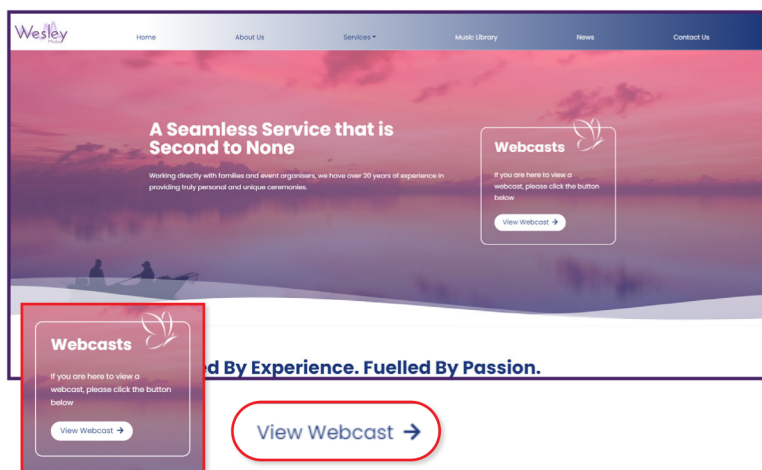 Wesley
Media
Home About Us Services Music Library News Contact Us
A Seamless Service that is
Second to None
Working directly with families and event organisers, we have over 20 years of experience in
providing truly personal and unique ceremonies.
Webcasts
If you are here to view a
webcast, please click the button
below
View Webcast →
ed By Experience. Fuelled By Passion.
Webcasts
If you are here to view a
webcast, please click the button
below
View Webcast →
View Webcast →